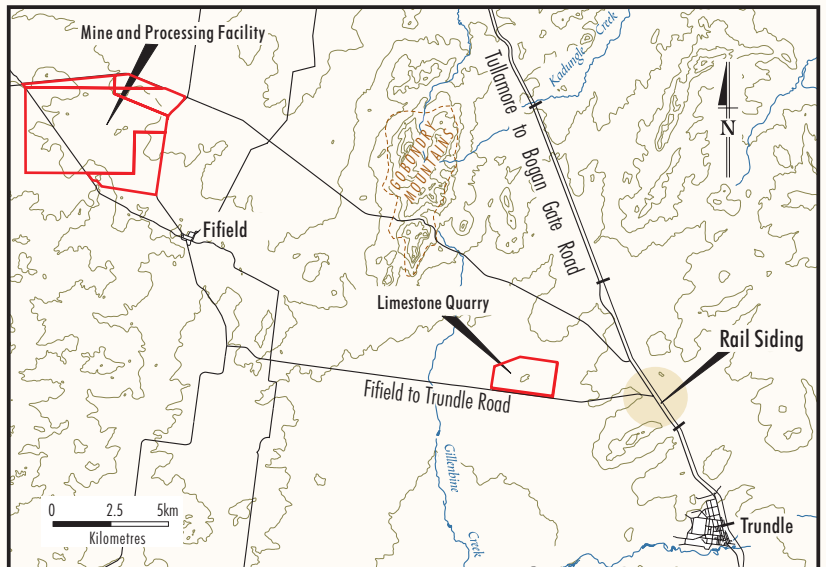 Mine and Processing Facility
Kadungle Creek
Tullamore to Bogan Gate Road
GOBONDRY
MOUNTAINS
N
Fifield
Limestone Quarry
Rail Siding
Fifield to Trundle Road
Gillenbine Creek
0 2.5 5km
Kilometres
Trundle